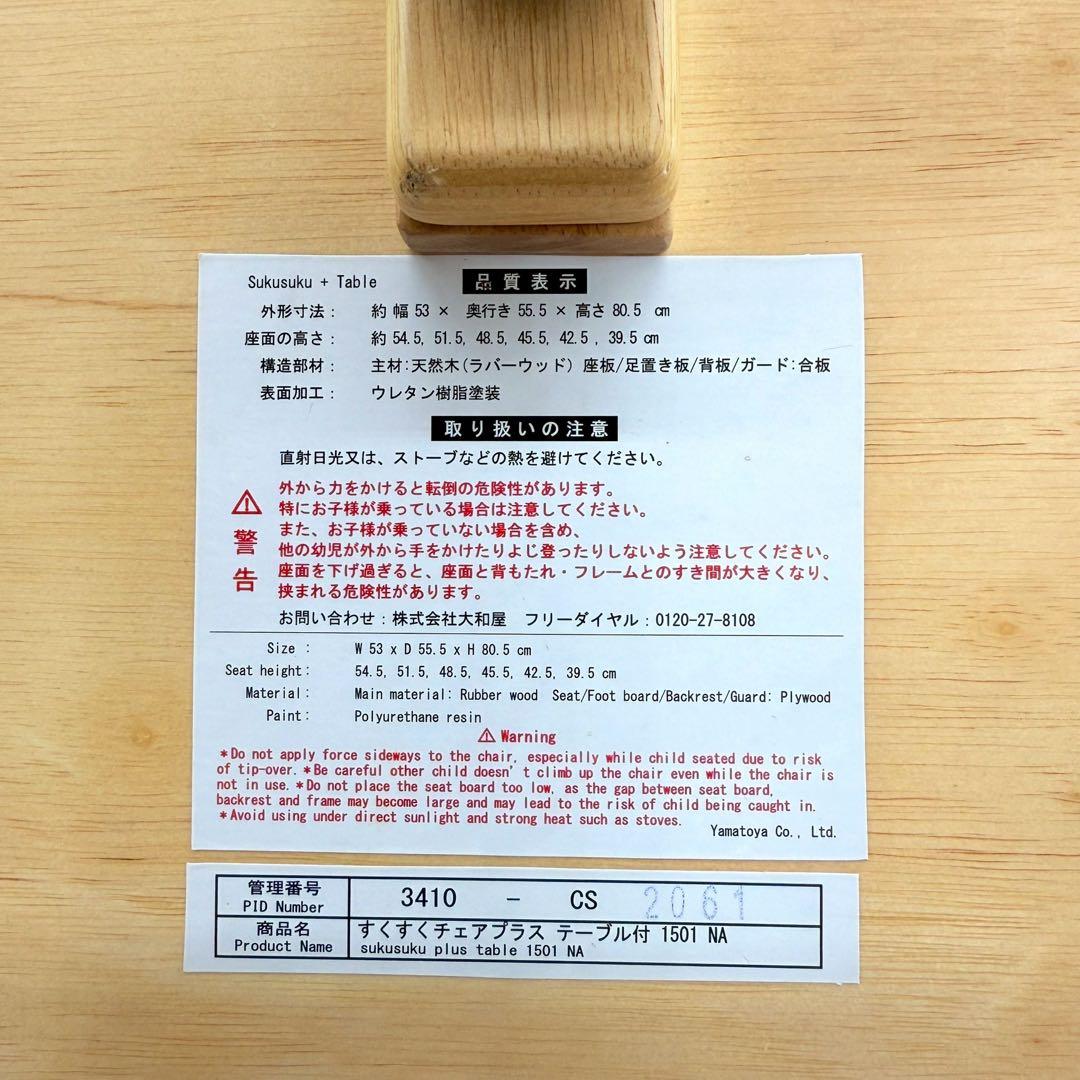 Sukusuku + Table 品質表示
外形寸法： 約 幅 53 × 奥行き 55.5 × 高さ 80.5 cm
座面の高さ： 約 54.5, 51.5, 48.5, 45.5, 42.5 , 39.5 cm
構造部材： 主材:天然木(ラバーウッド) 座板/足置き板/背板/ガード:合板
表面加工： ウレタン樹脂塗装
取り扱いの注意
直射日光又は、ストーブなどの熱を避けてください。
⚠ 警告
外から力をかけると転倒の危険性があります。
特にお子様が乗っている場合は注意してください。
また、お子様が乗っていない場合を含め、
他の幼児が外から手をかけたりよじ登ったりしないよう注意してください。
座面を下げ過ぎると、座面と背もたれ・フレームとのすき間が大きくなり、
挟まれる危険性があります。
お問い合わせ：株式会社大和屋 フリーダイヤル：0120-27-8108
Size : W 53 x D 55.5 x H 80.5 cm
Seat height: 54.5, 51.5, 48.5, 45.5, 42.5, 39.5 cm
Material: Main material: Rubber wood Seat/Foot board/Backrest/Guard: Plywood
Paint: Polyurethane resin
⚠ Warning
*Do not apply force sideways to the chair, especially while child seated due to risk
of tip-over. *Be careful other child doesn't climb up the chair even while the chair is
not in use. *Do not place the seat board too low, as the gap between seat board,
backrest and frame may become large and may lead to the risk of child being caught in.
*Avoid using under direct sunlight and strong heat such as stoves.
Yamatoya Co., Ltd.
管理番号
PID Number
3410 － CS 2061
商品名
Product Name
すくすくチェアプラス テーブル付 1501 NA
sukusuku plus table 1501 NA